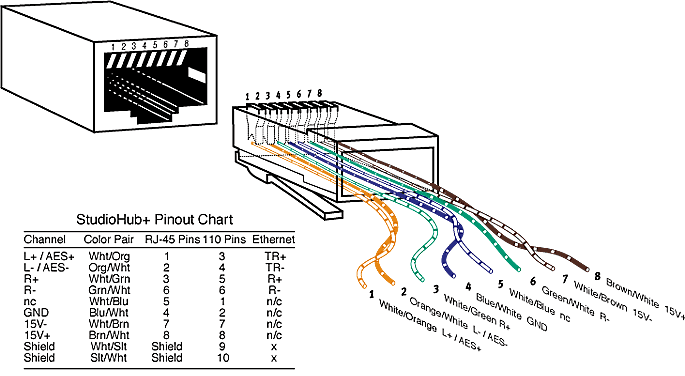 1 2 3 4 5 6 7 8
1 2 3 4 5 6 7 8
StudioHub+ Pinout Chart
Channel Color Pair RJ-45 Pins 110 Pins Ethernet
L+ / AES+ Wht/Org 1 3 TR+
L- / AES- Org/Wht 2 4 TR-
R+ Wht/Grn 3 5 R+
R- Grn/Wht 6 6 R-
nc Wht/Blu 5 1 n/c
GND Blu/Wht 4 2 n/c
15V- Wht/Brn 7 7 n/c
15V+ Brn/Wht 8 8 n/c
Shield Wht/Slt Shield 9 x
Shield Slt/Wht Shield 10 x
1 White/Orange L+ / AES+
2 Orange/White L- / AES-
3 White/Green R+
4 Blue/White GND
5 White/Blue nc
6 Green/White R-
7 White/Brown 15V-
8 Brown/White 15V+